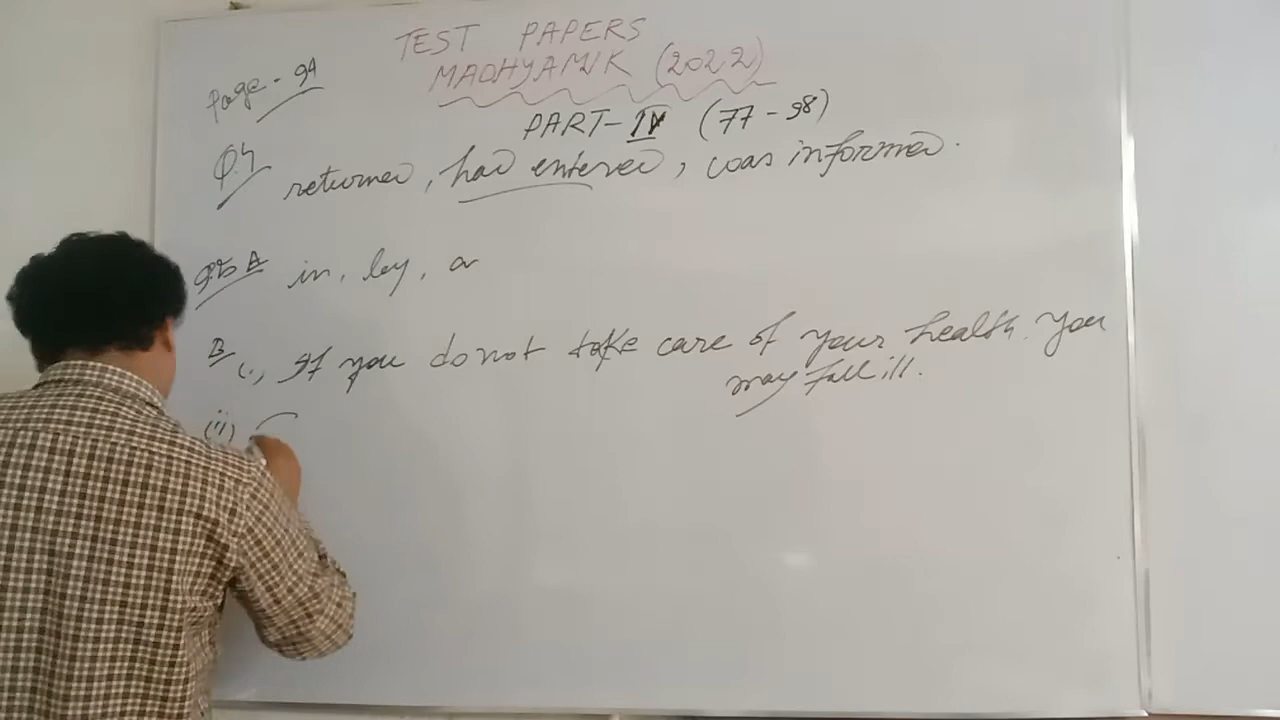 TEST PAPERS
MADHYAMIK (2022)
Page - 94
PART-IV (77-98)
Q.4
returned, had entered, was informed.
Q.5 A in, by, a
B (i), If you do not take care of your health. you
may fall ill.
(ii)